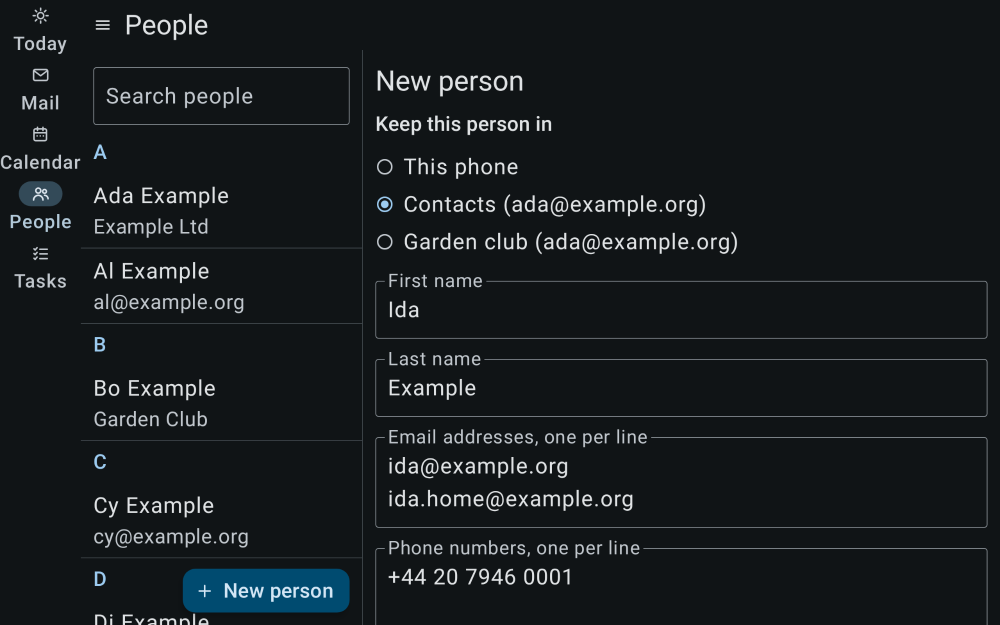 Today
Mail
Calendar
People
Tasks
People
Search people
A
Ada Example
Example Ltd
Al Example
al@example.org
B
Bo Example
Garden Club
C
Cy Example
cy@example.org
D
Di Example
+ New person
New person
Keep this person in
This phone
Contacts (ada@example.org)
Garden club (ada@example.org)
First name
Ida
Last name
Example
Email addresses, one per line
ida@example.org
ida.home@example.org
Phone numbers, one per line
+44 20 7946 0001